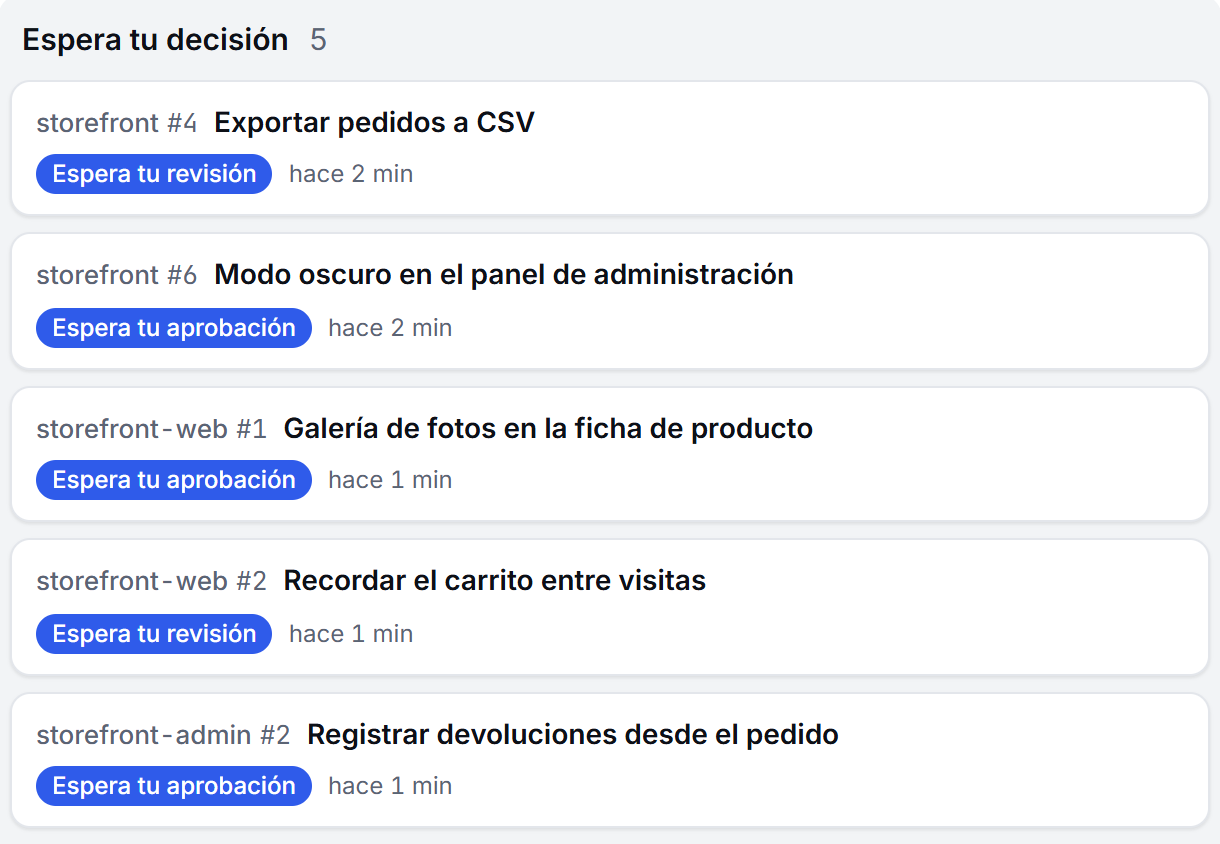 Espera tu decisión 5
storefront #4 Exportar pedidos a CSV
Espera tu revisión hace 2 min
storefront #6 Modo oscuro en el panel de administración
Espera tu aprobación hace 2 min
storefront-web #1 Galería de fotos en la ficha de producto
Espera tu aprobación hace 1 min
storefront-web #2 Recordar el carrito entre visitas
Espera tu revisión hace 1 min
storefront-admin #2 Registrar devoluciones desde el pedido
Espera tu aprobación hace 1 min